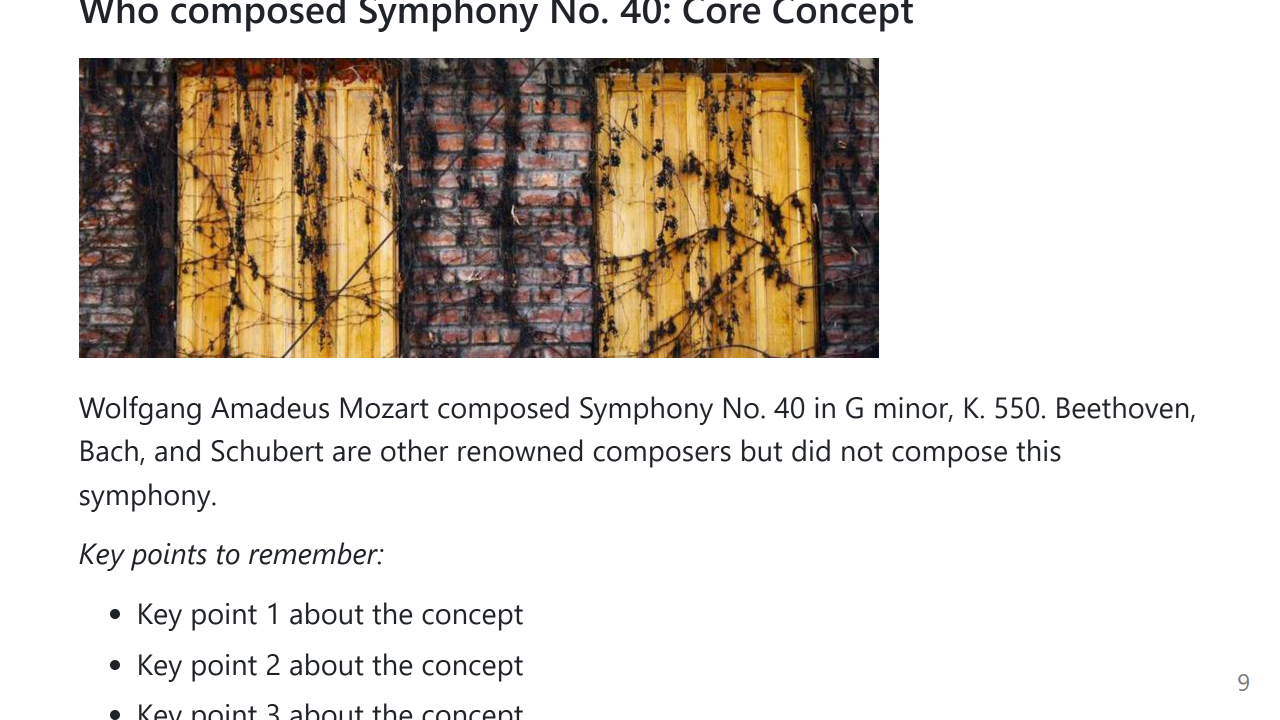 Who composed Symphony No. 40: Core Concept
Wolfgang Amadeus Mozart composed Symphony No. 40 in G minor, K. 550. Beethoven,
Bach, and Schubert are other renowned composers but did not compose this
symphony.
Key points to remember:
• Key point 1 about the concept
• Key point 2 about the concept
• Key point 3 about the concept
9